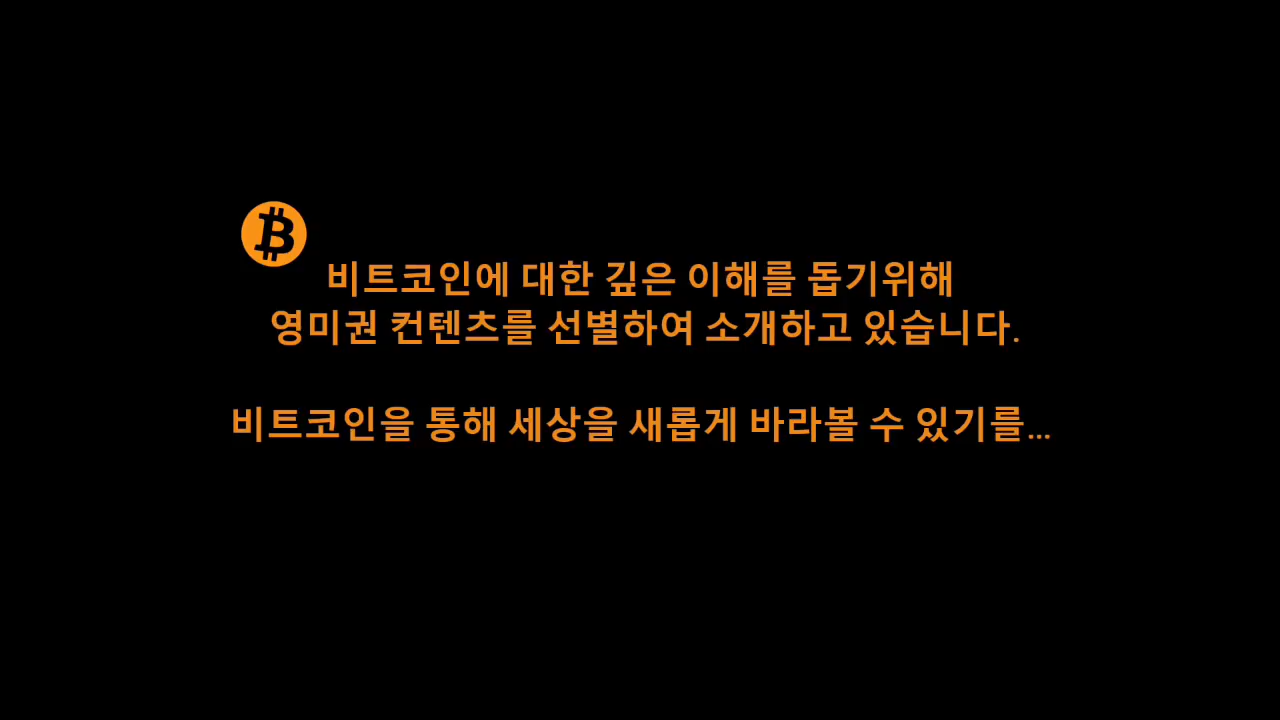 비트코인에 대한 깊은 이해를 돕기위해
영미권 컨텐츠를 선별하여 소개하고 있습니다.
비트코인을 통해 세상을 새롭게 바라볼 수 있기를...